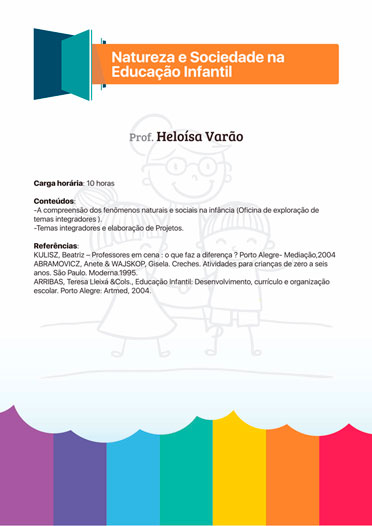 Natureza e Sociedade na
Educação Infantil
Prof. Heloísa Varão
Carga horária: 10 horas
Conteúdos:
-A compreensão dos fenômenos naturais e sociais na infância (Oficina de exploração de
temas integradores ).
-Temas integradores e elaboração de Projetos.
Referências:
KULISZ, Beatriz – Professores em cena : o que faz a diferença ? Porto Alegre- Mediação,2004
ABRAMOVICZ, Anete & WAJSKOP, Gisela. Creches. Atividades para crianças de zero a seis
anos. São Paulo. Moderna.1995.
ARRIBAS, Teresa Lleixá &Cols., Educação Infantil: Desenvolvimento, currículo e organização
escolar. Porto Alegre: Artmed, 2004.